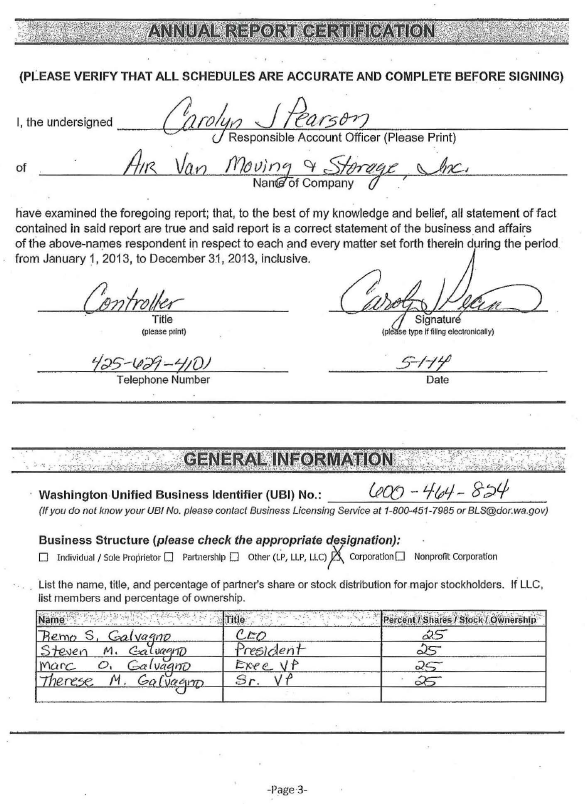 ANNUAL REPORT CERTIFICATION
(PLEASE VERIFY THAT ALL SCHEDULES ARE ACCURATE AND COMPLETE BEFORE SIGNING)
I, the undersigned Carolyn J Pearson
Responsible Account Officer (Please Print)
of AIR Van Moving & Storage, Inc.
Name of Company
have examined the foregoing report; that, to the best of my knowledge and belief, all statement of fact
contained in said report are true and said report is a correct statement of the business and affairs
of the above-names respondent in respect to each and every matter set forth therein during the period
from January 1, 2013, to December 31, 2013, inclusive.
Controller Carolyn J Pearson
Title Signature
(please print) (please type if filing electronically)
425-629-4101 5-1-14
Telephone Number Date
GENERAL INFORMATION
Washington Unified Business Identifier (UBI) No.: 600-464-824
(If you do not know your UBI No. please contact Business Licensing Service at 1-800-451-7985 or BLS@dor.wa.gov)
Business Structure (please check the appropriate designation):
☐ Individual / Sole Proprietor ☐ Partnership ☐ Other (LP, LLP, LLC) ☒ Corporation ☐ Nonprofit Corporation
List the name, title, and percentage of partner's share or stock distribution for major stockholders. If LLC,
list members and percentage of ownership.
Name Title Percent / Shares / Stock / Ownership
Remo S. Galvagno CEO 25
Steven M. Galvagno President 25
Marc O. Galvagno Exec VP 25
Therese M. Galvagno Sr. VP 25
-Page 3-